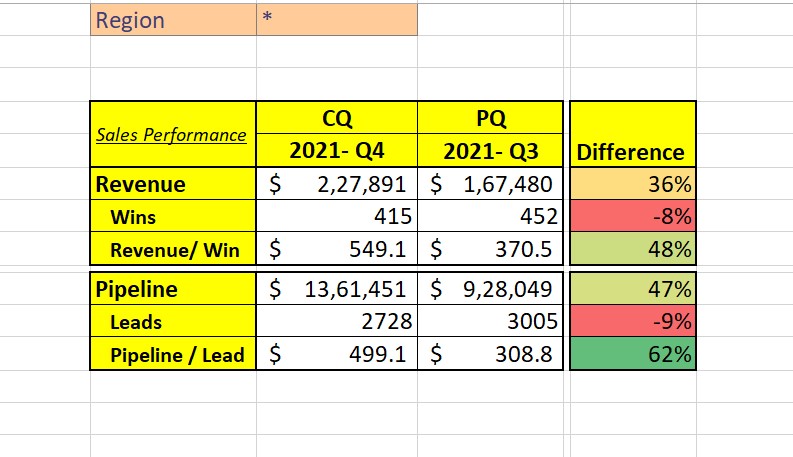 Region *
CQ PQ
Sales Performance
2021- Q4 2021- Q3 Difference
Revenue $ 2,27,891 $ 1,67,480 36%
Wins 415 452 -8%
Revenue/ Win $ 549.1 $ 370.5 48%
Pipeline $ 13,61,451 $ 9,28,049 47%
Leads 2728 3005 -9%
Pipeline / Lead $ 499.1 $ 308.8 62%